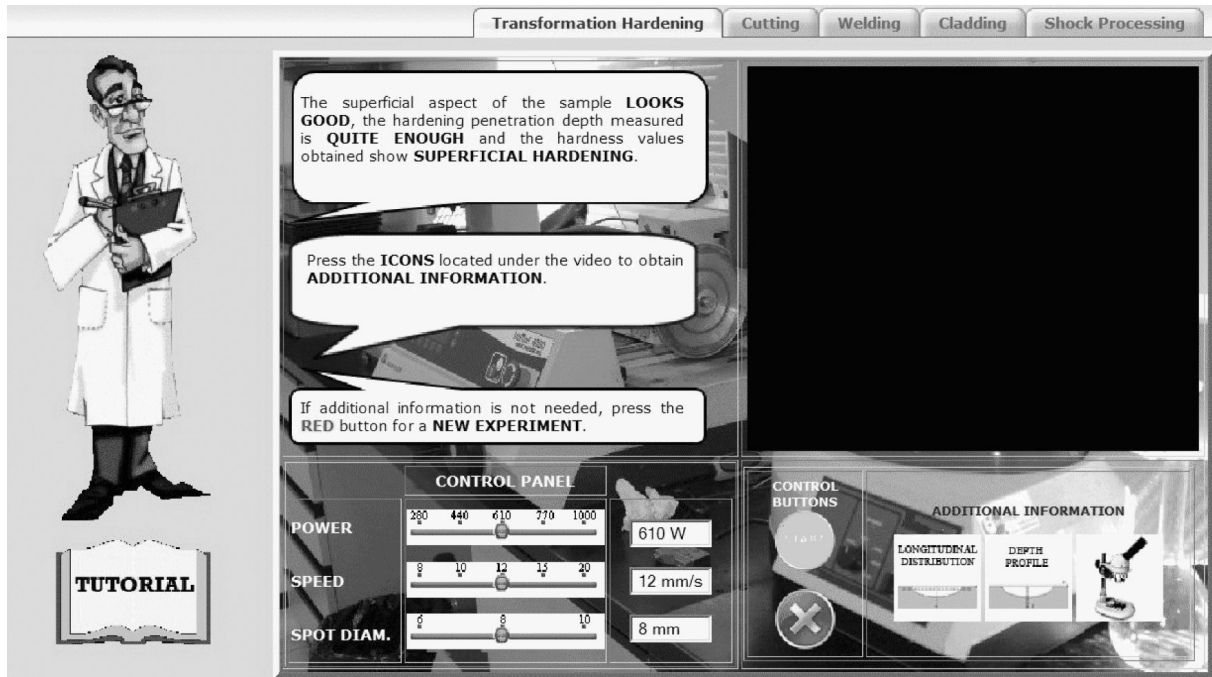 Transformation Hardening
Cutting
Welding
Cladding
Shock Processing
The superficial aspect of the sample LOOKS
GOOD, the hardening penetration depth measured
is QUITE ENOUGH and the hardness values
obtained show SUPERFICIAL HARDENING.
Press the ICONS located under the video to obtain
ADDITIONAL INFORMATION.
If additional information is not needed, press the
RED button for a NEW EXPERIMENT.
TUTORIAL
CONTROL PANEL
POWER
280 440 610 770 1000
610 W
SPEED
8 10 12 15 20
12 mm/s
SPOT DIAM.
6 8 10
8 mm
CONTROL
BUTTONS
START
ADDITIONAL INFORMATION
LONGITUDINAL
DISTRIBUTION
DEPTH
PROFILE